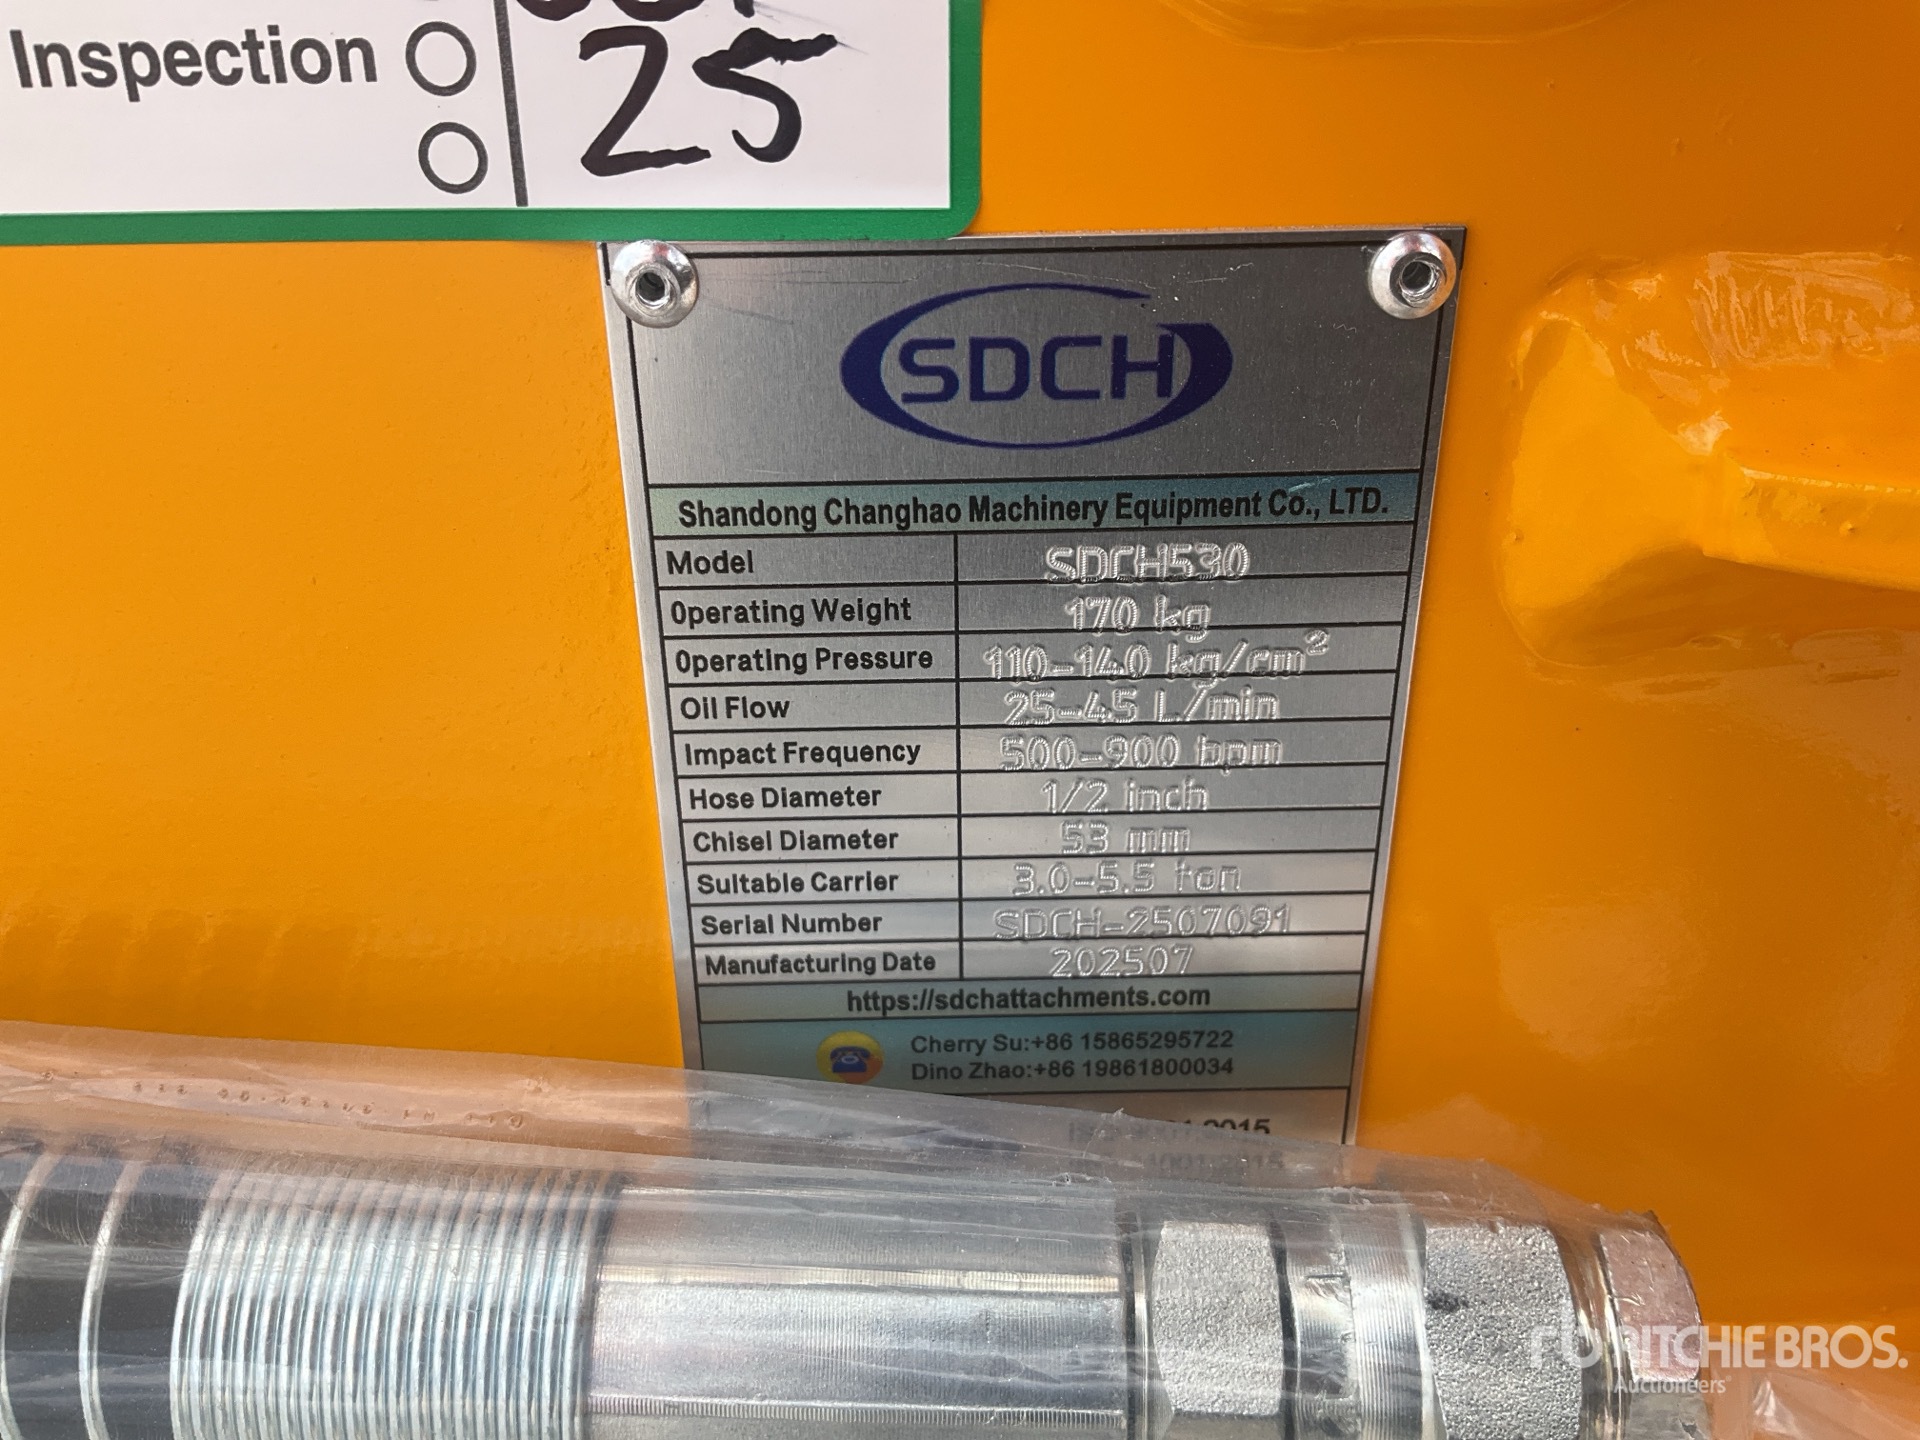 Inspection
25
SDCH
Shandong Changhao Machinery Equipment Co., LTD.
Model SDCH530
Operating Weight 170 kg
Operating Pressure 110-140 kg/cm²
Oil Flow 25-45 L/min
Impact Frequency 500-900 bpm
Hose Diameter 1/2 inch
Chisel Diameter 53 mm
Suitable Carrier 3.0-5.5 ton
Serial Number SDCH-2507091
Manufacturing Date 202507
https://sdchattachments.com
Cherry Su:+86 15865295722
Dino Zhao:+86 19861800034
RITCHIE BROS.
Auctioneers